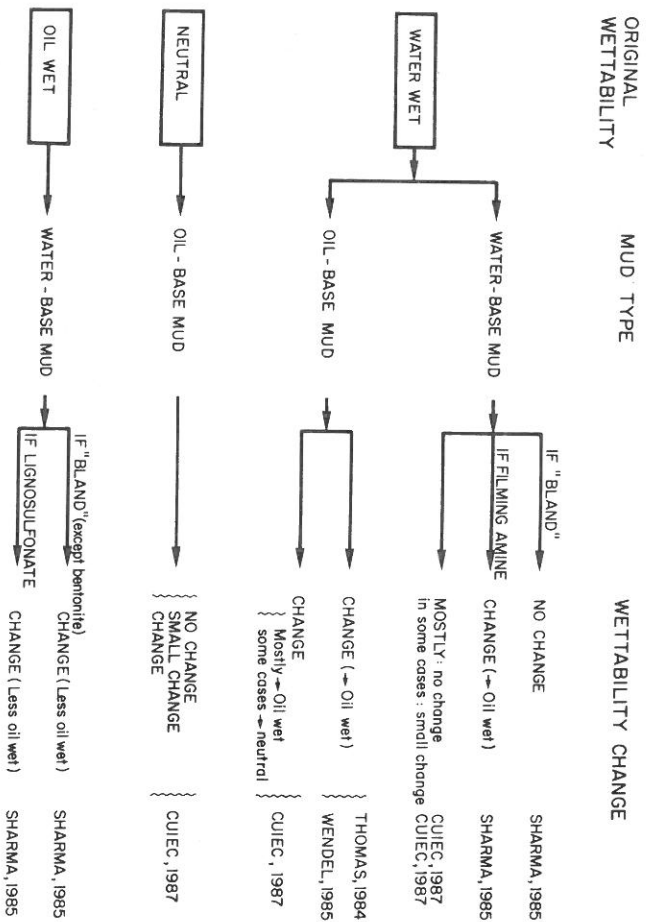 ORIGINAL
WETTABILITY
MUD TYPE
WETTABILITY CHANGE
WATER WET
WATER - BASE MUD
IF "BLAND"
NO CHANGE
SHARMA, 1985
IF FILMING AMINE
CHANGE (→ Oil wet)
SHARMA, 1985
MOSTLY : no change
in some cases : small change
CUIEC, 1987
CUIEC, 1987
OIL - BASE MUD
CHANGE (→ Oil wet)
THOMAS, 1984
WENDEL, 1985
CHANGE
Mostly → Oil wet
some cases → neutral
CUIEC, 1987
NEUTRAL
OIL - BASE MUD
NO CHANGE
SMALL CHANGE
CHANGE
CUIEC, 1987
OIL WET
WATER - BASE MUD
IF "BLAND" (except bentonite)
CHANGE (Less oil wet)
SHARMA, 1985
IF LIGNOSULFONATE
CHANGE (Less oil wet)
SHARMA, 1985